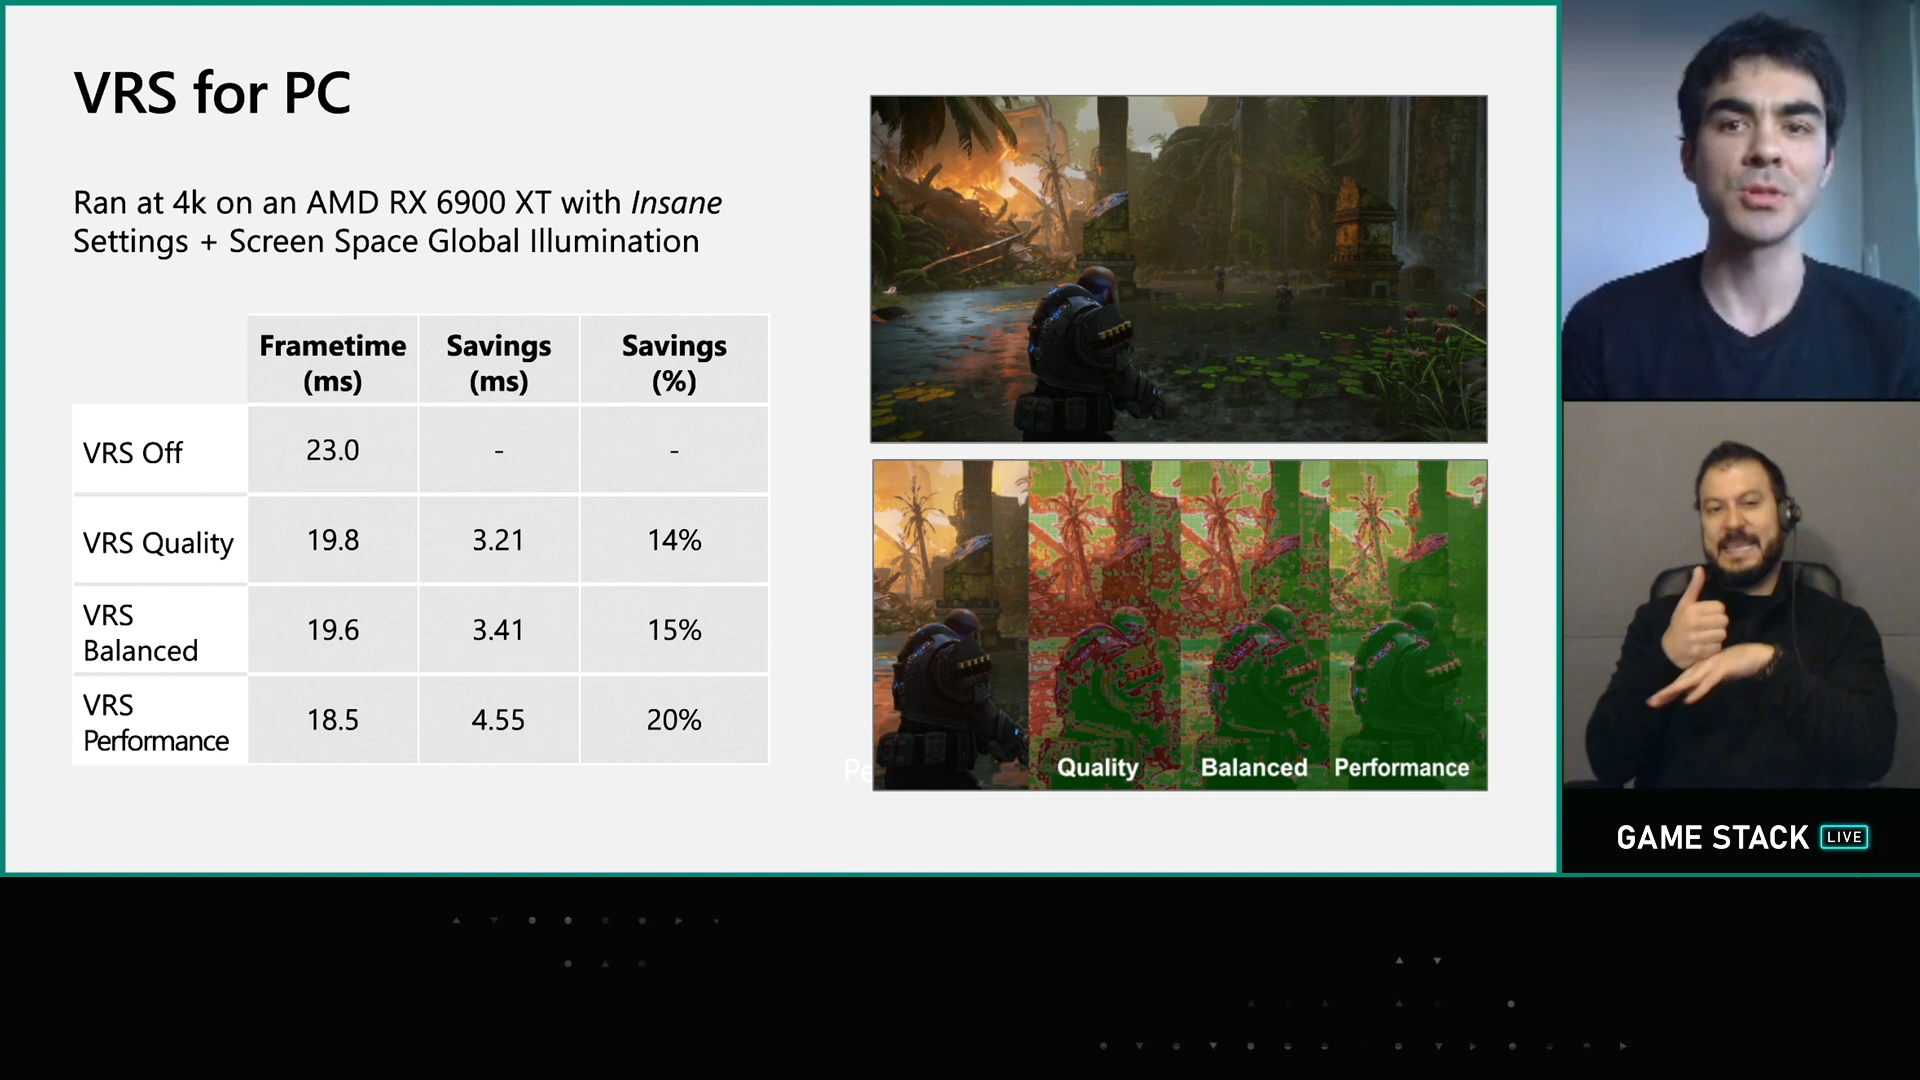 VRS for PC
Ran at 4k on an AMD RX 6900 XT with Insane
Settings + Screen Space Global Illumination
Frametime (ms) Savings (ms) Savings (%)
VRS Off 23.0 - -
VRS Quality 19.8 3.21 14%
VRS Balanced 19.6 3.41 15%
VRS Performance 18.5 4.55 20%
Pe
Quality Balanced Performance
GAME STACK LIVE